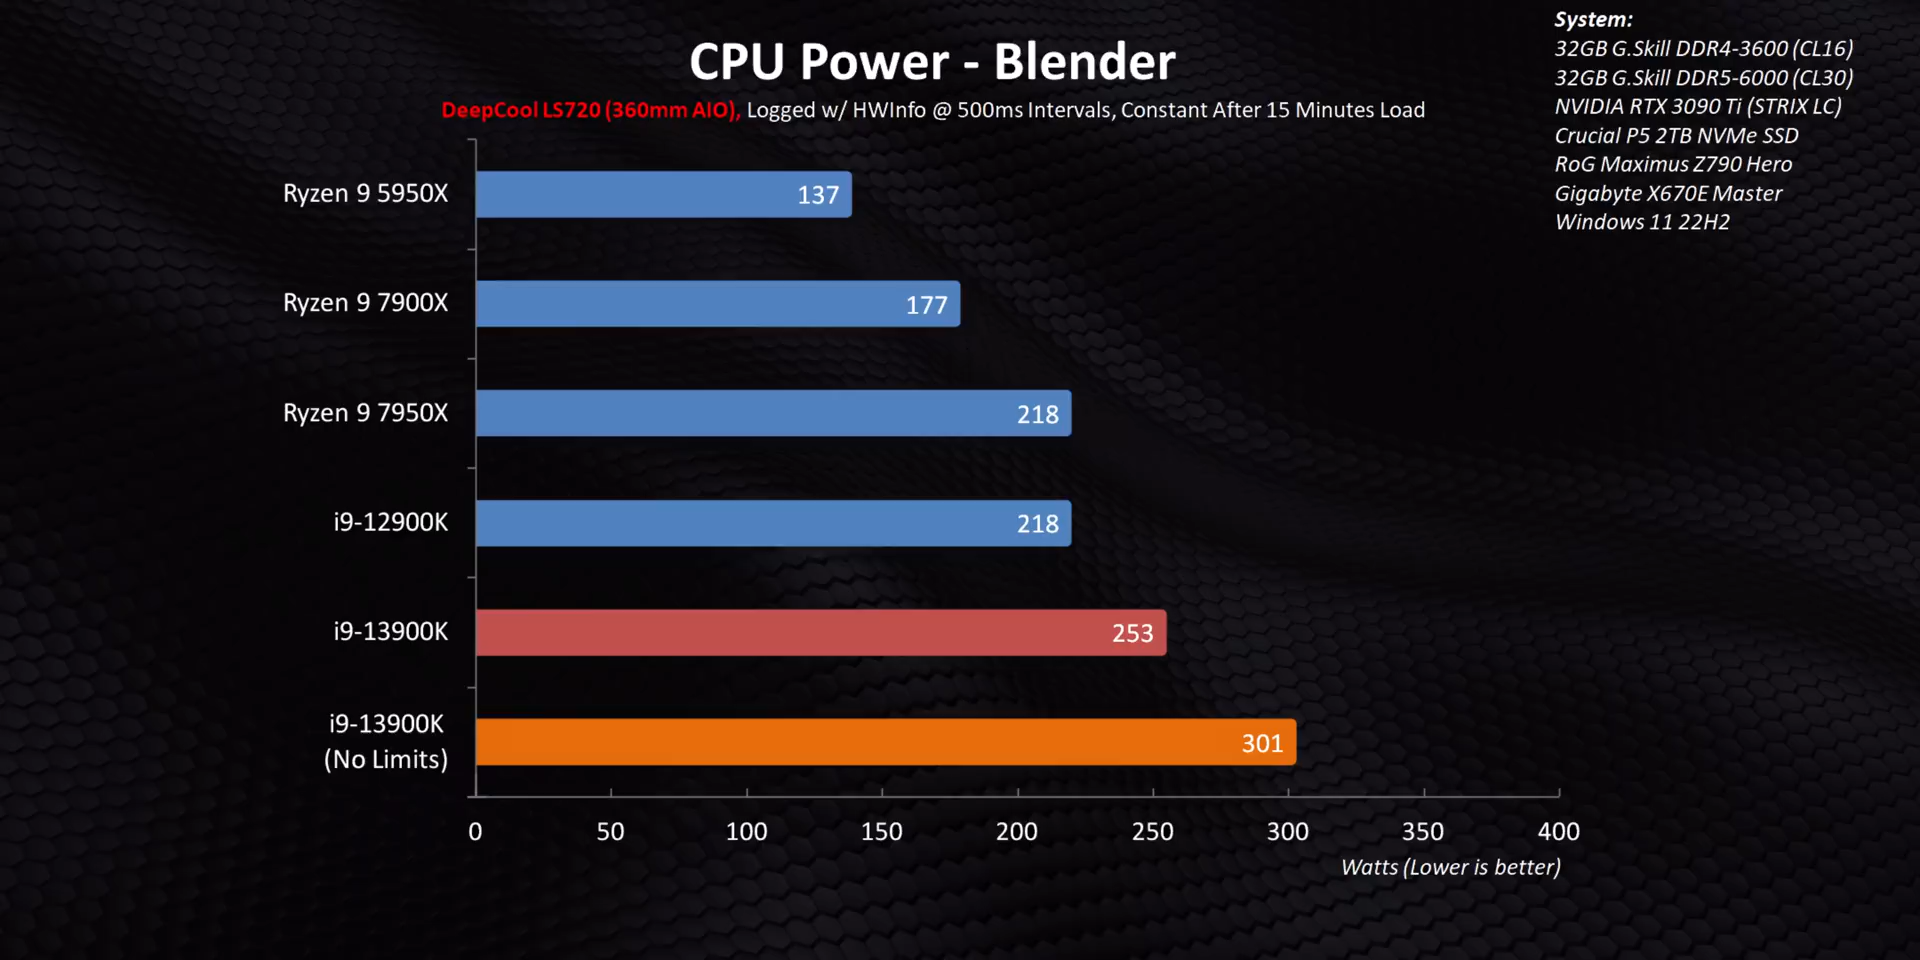 CPU Power - Blender
DeepCool LS720 (360mm AIO), Logged w/ HWInfo @ 500ms Intervals, Constant After 15 Minutes Load
System:
32GB G.Skill DDR4-3600 (CL16)
32GB G.Skill DDR5-6000 (CL30)
NVIDIA RTX 3090 Ti (STRIX LC)
Crucial P5 2TB NVMe SSD
RoG Maximus Z790 Hero
Gigabyte X670E Master
Windows 11 22H2
Ryzen 9 5950X 137
Ryzen 9 7900X 177
Ryzen 9 7950X 218
i9-12900K 218
i9-13900K 253
i9-13900K
(No Limits) 301
0 50 100 150 200 250 300 350 400
Watts (Lower is better)